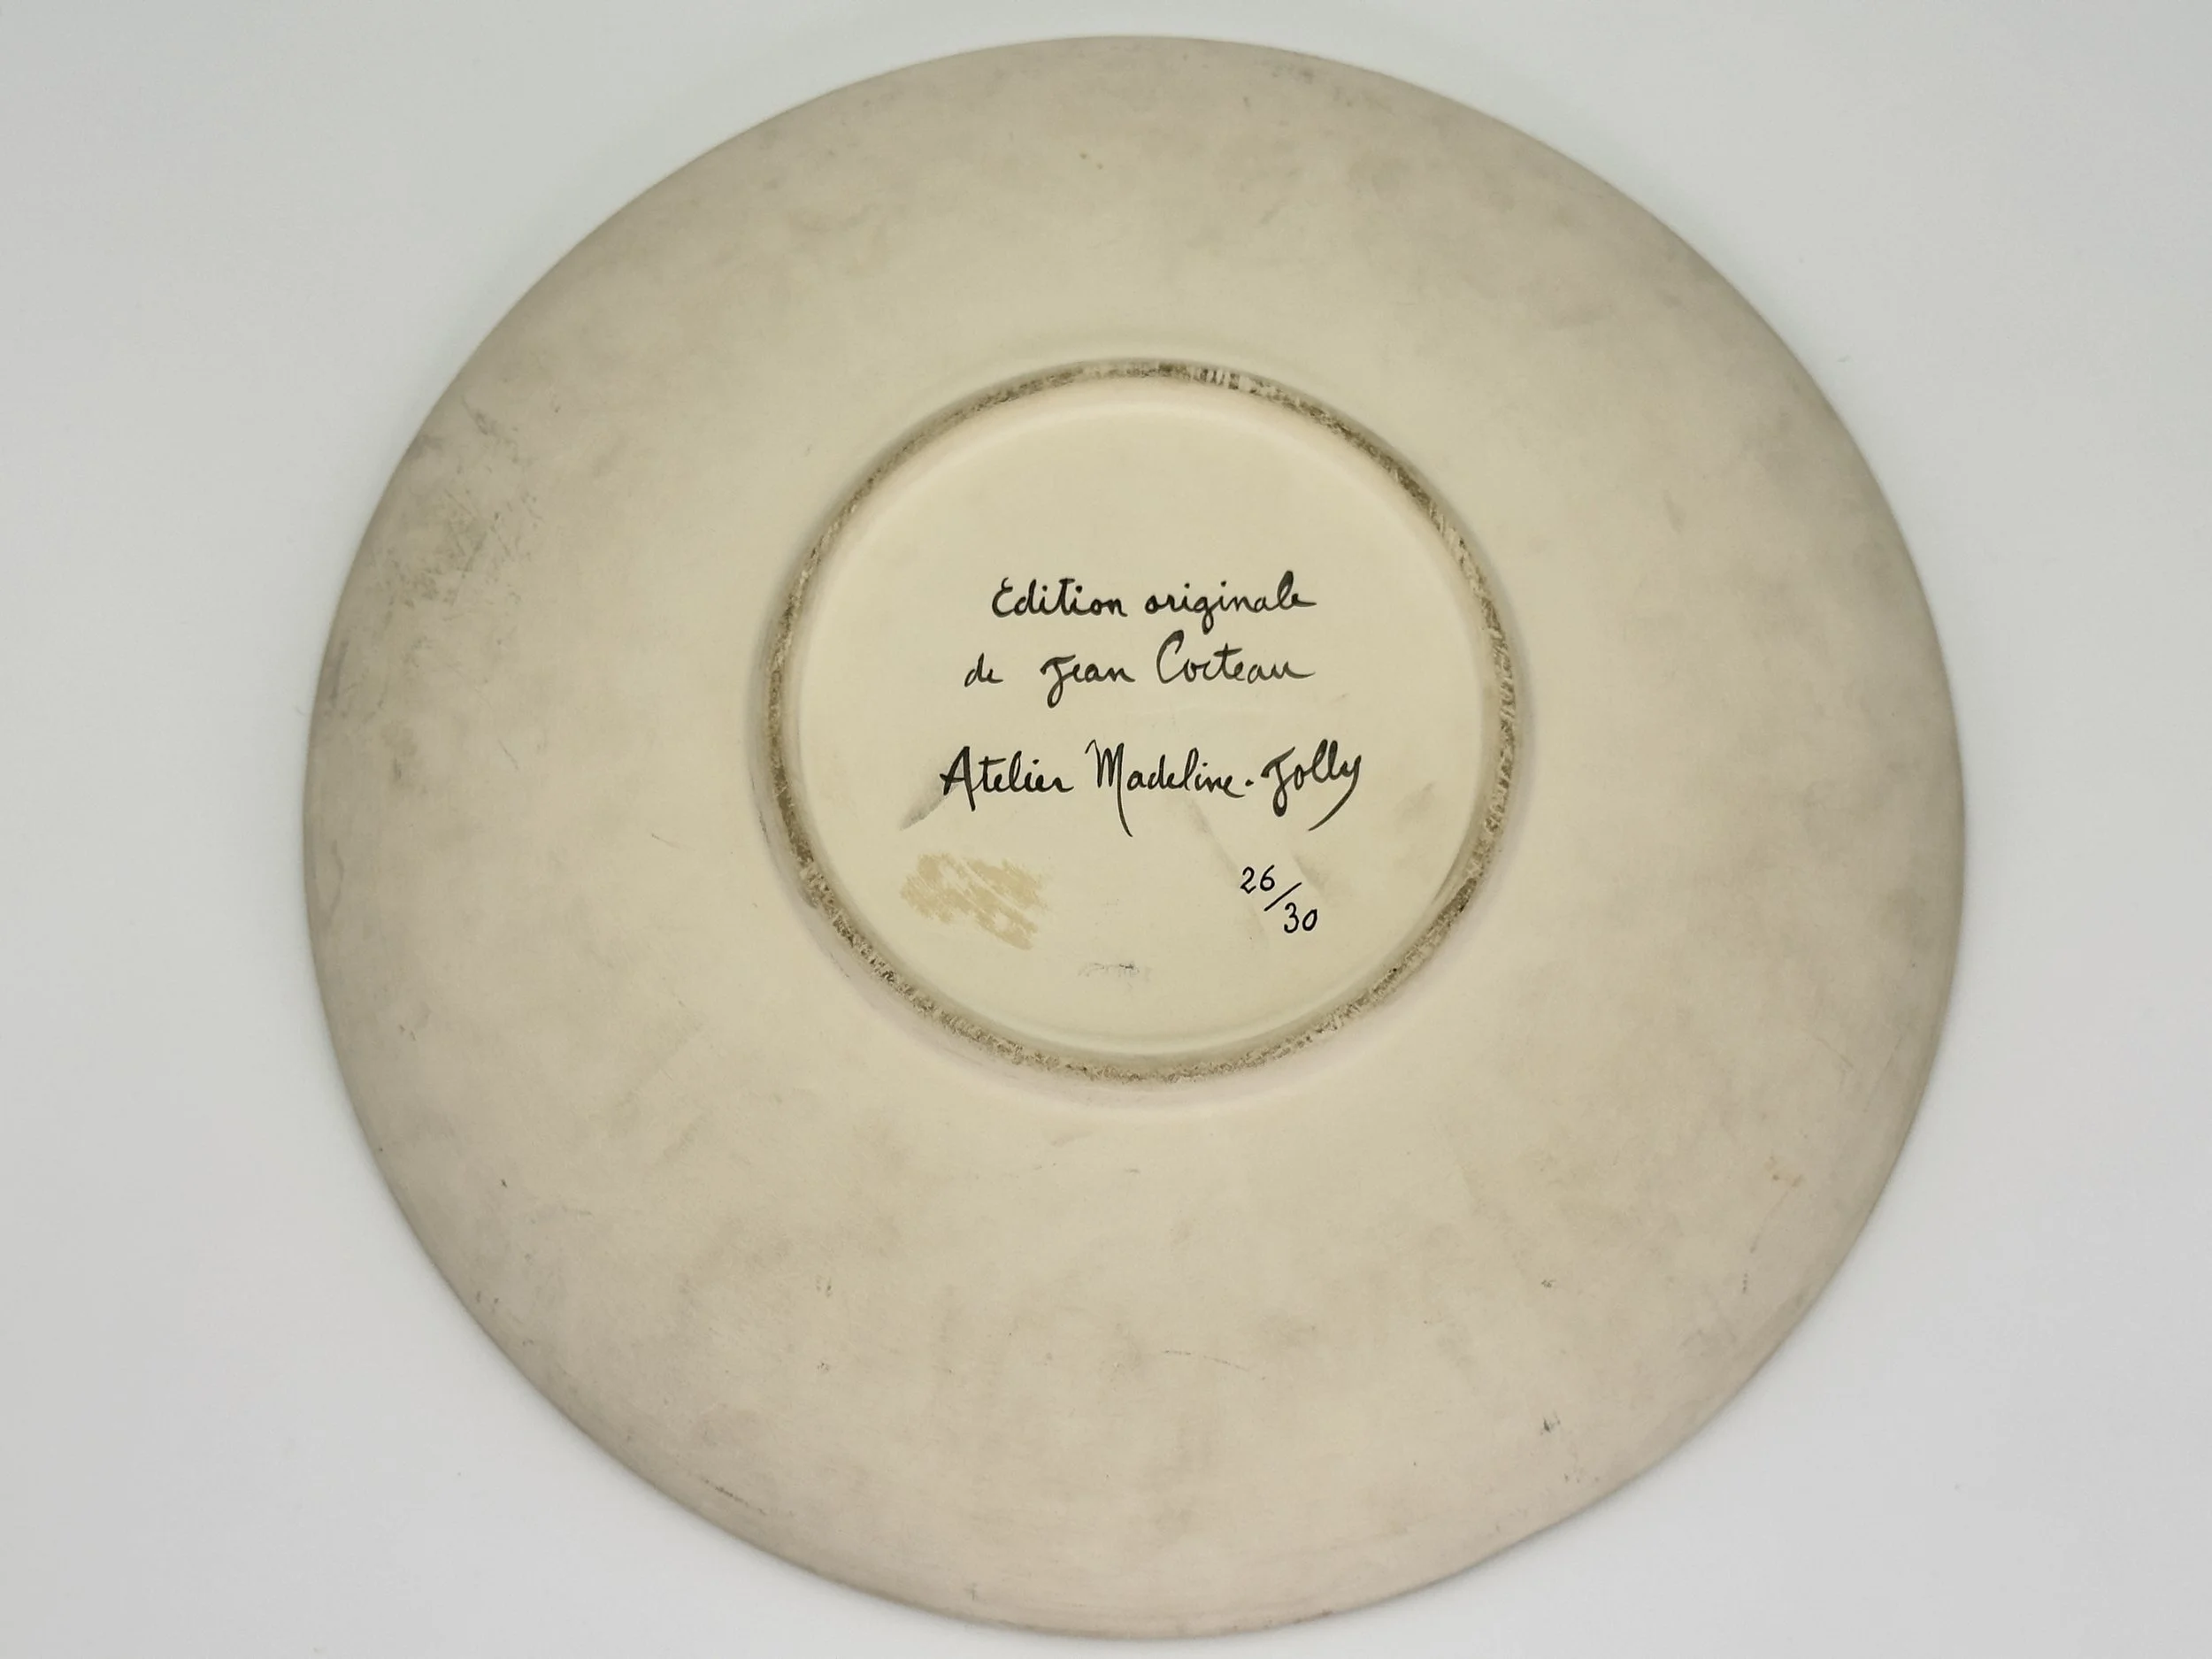 Edition originale
de Jean Cocteau
Atelier Madeline-Jolly
26/30